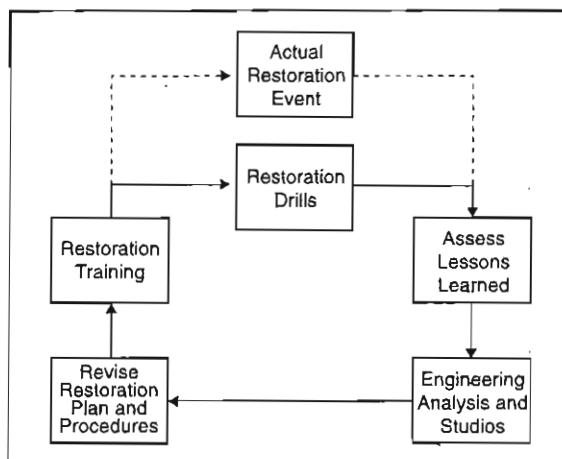 Actual
Restoration
Event
Restoration
Drills
Restoration
Training
Assess
Lessons
Learned
Revise
Restoration
Plan and
Procedures
Engineering
Analysis and
Studios